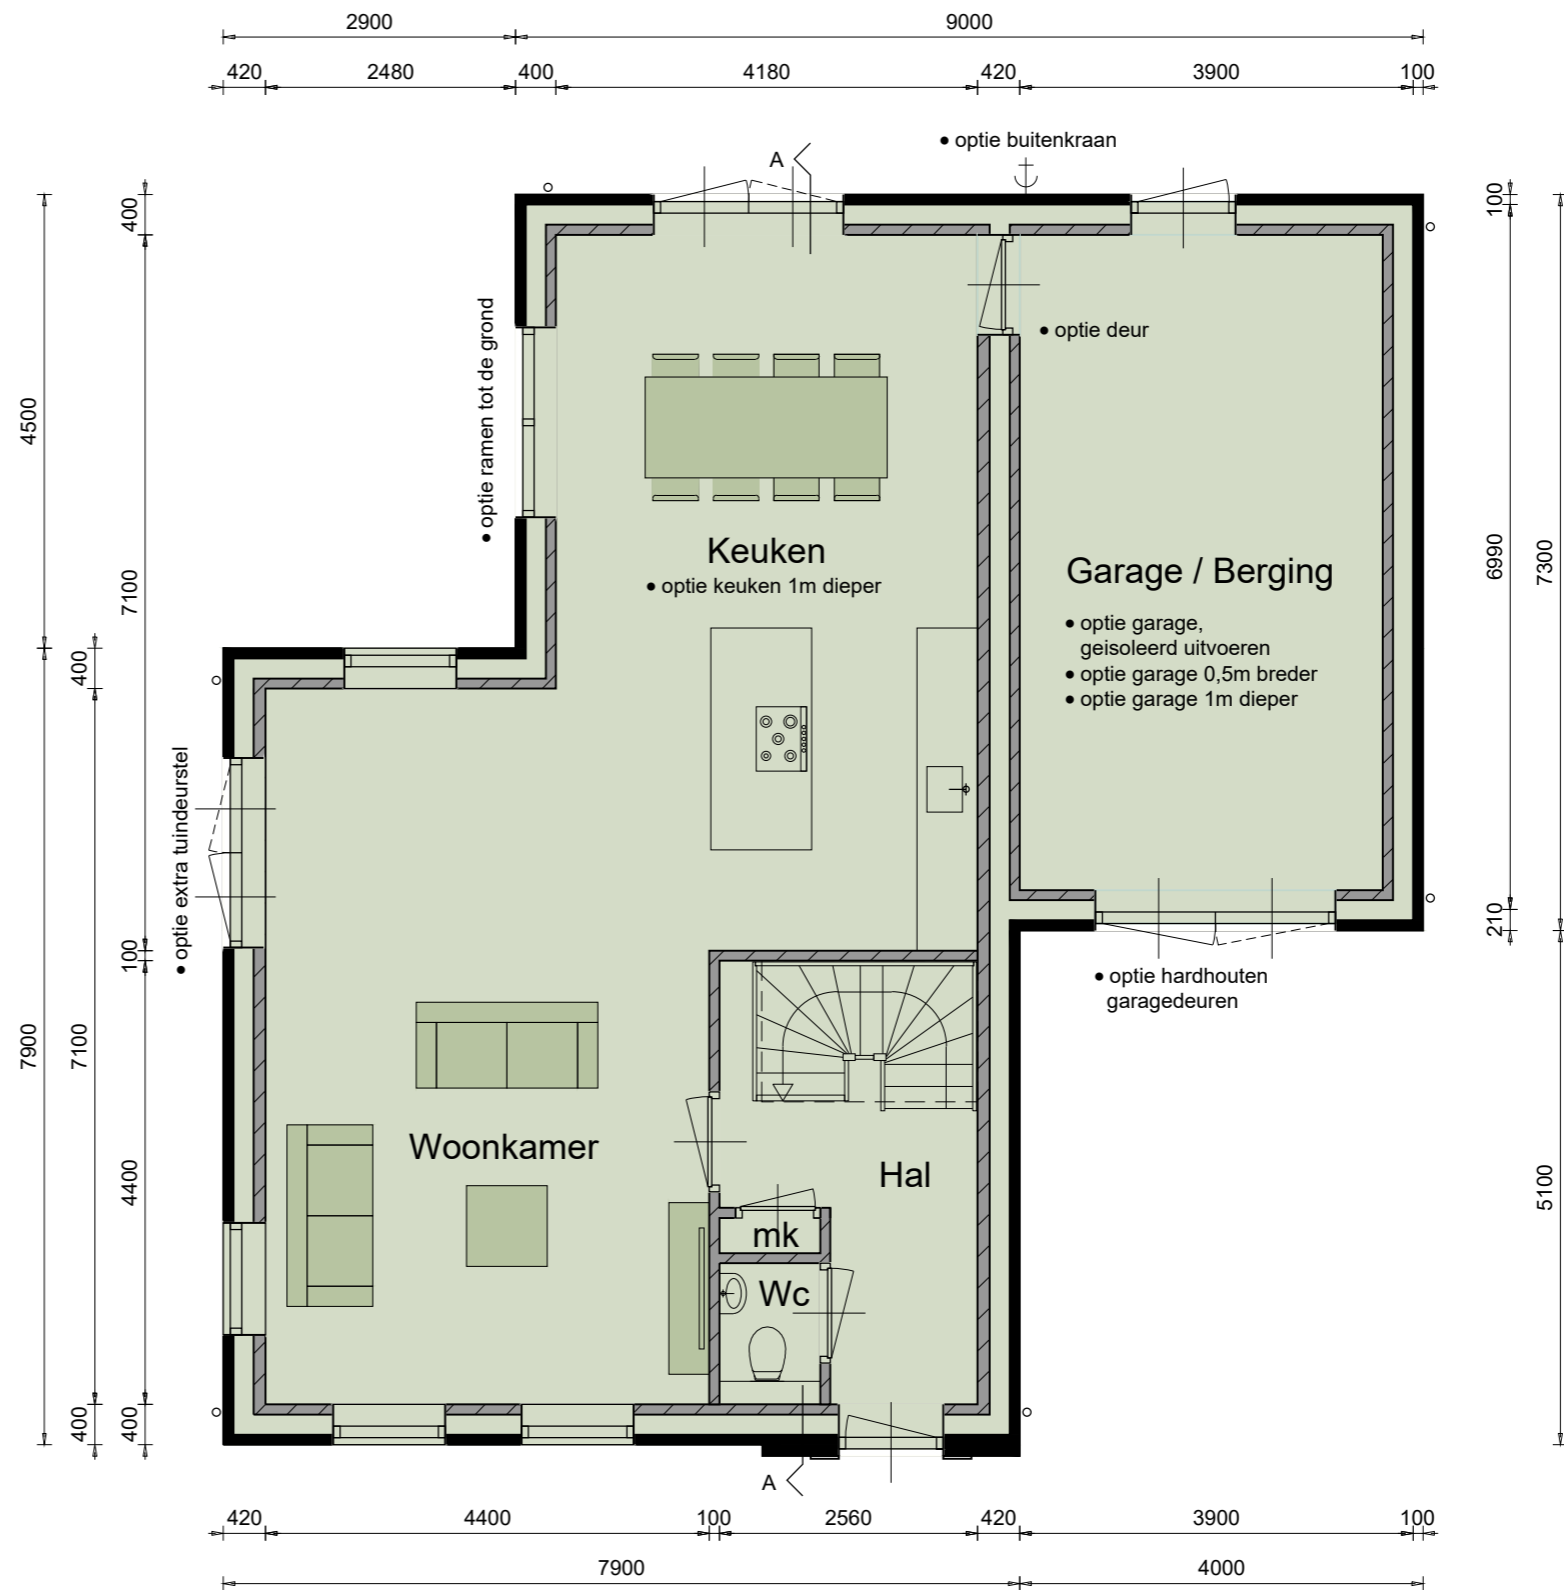 2900 9000
420 2480 400 4180 420 3900 100
• optie buitenkraan
A
400
100
4500
• optie ramen tot de grond
• optie deur
7100
Keuken
• optie keuken 1m dieper
Garage / Berging
• optie garage,
geisoleerd uitvoeren
• optie garage 0,5m breder
• optie garage 1m dieper
6990
7300
400
• optie extra tuindeurstel
100
210
• optie hardhouten
garagedeuren
7900
7100
4400
Woonkamer
Hal
mk
Wc
5100
400
400
A
420 4400 100 2560 420 3900 100
7900 4000